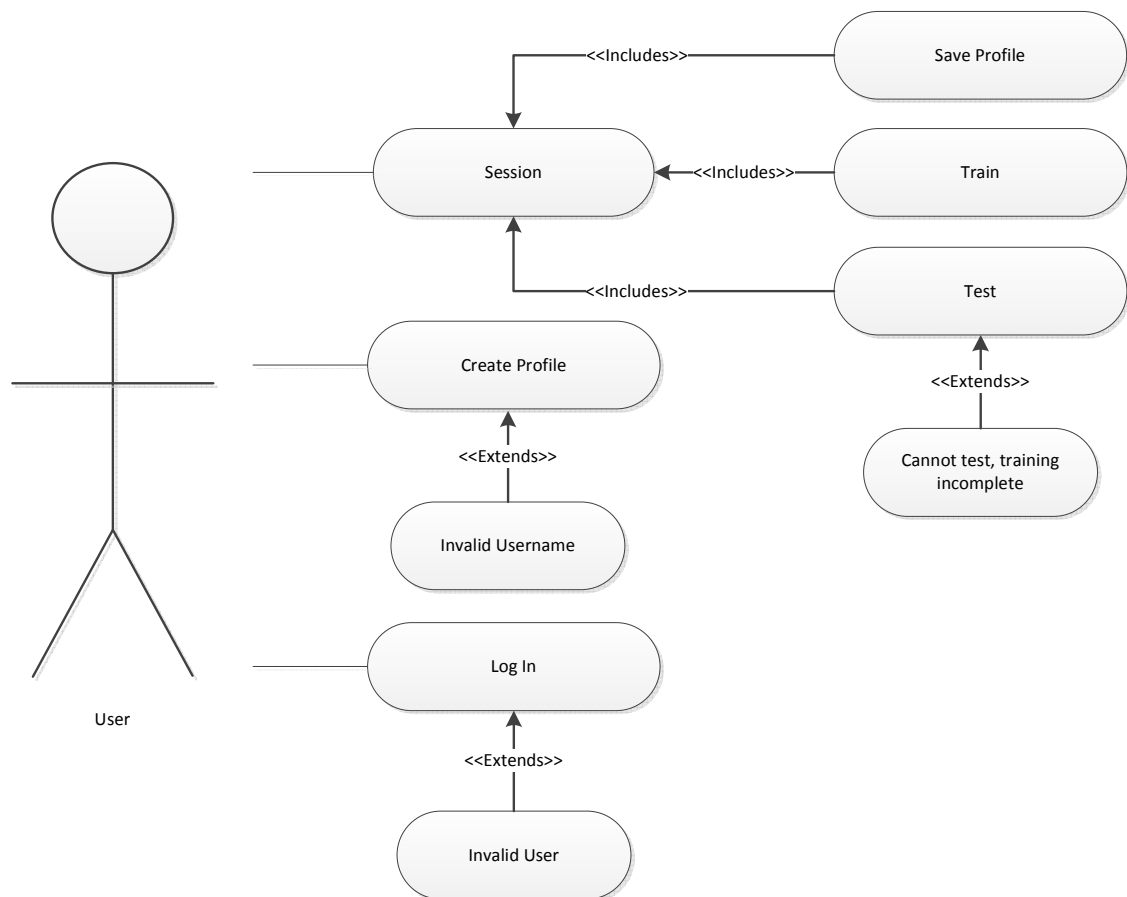 <<Includes>>
Save Profile
Session
<<Includes>>
Train
<<Includes>>
Test
Create Profile
<<Extends>>
<<Extends>>
Cannot test, training
incomplete
Invalid Username
Log In
User
<<Extends>>
Invalid User